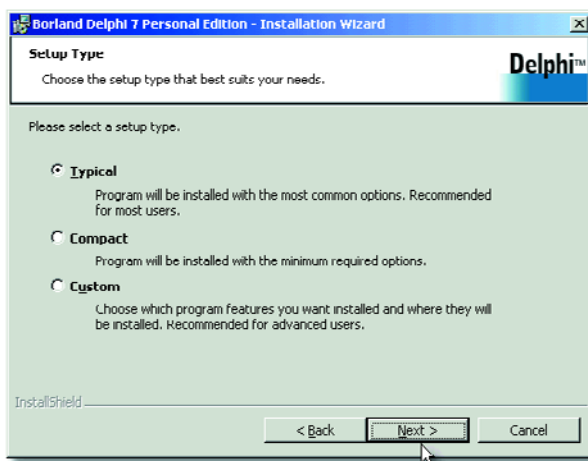 Borland Delphi 7 Personal Edition - Installation Wizard
Setup Type
Choose the setup type that best suits your needs.
Delphi™
Please select a setup type.
Typical
Program will be installed with the most common options. Recommended
for most users.
Compact
Program will be installed with the minimum required options.
Custom
Choose which program features you want installed and where they will
be installed. Recommended for advanced users.
InstallShield
< Back Next > Cancel